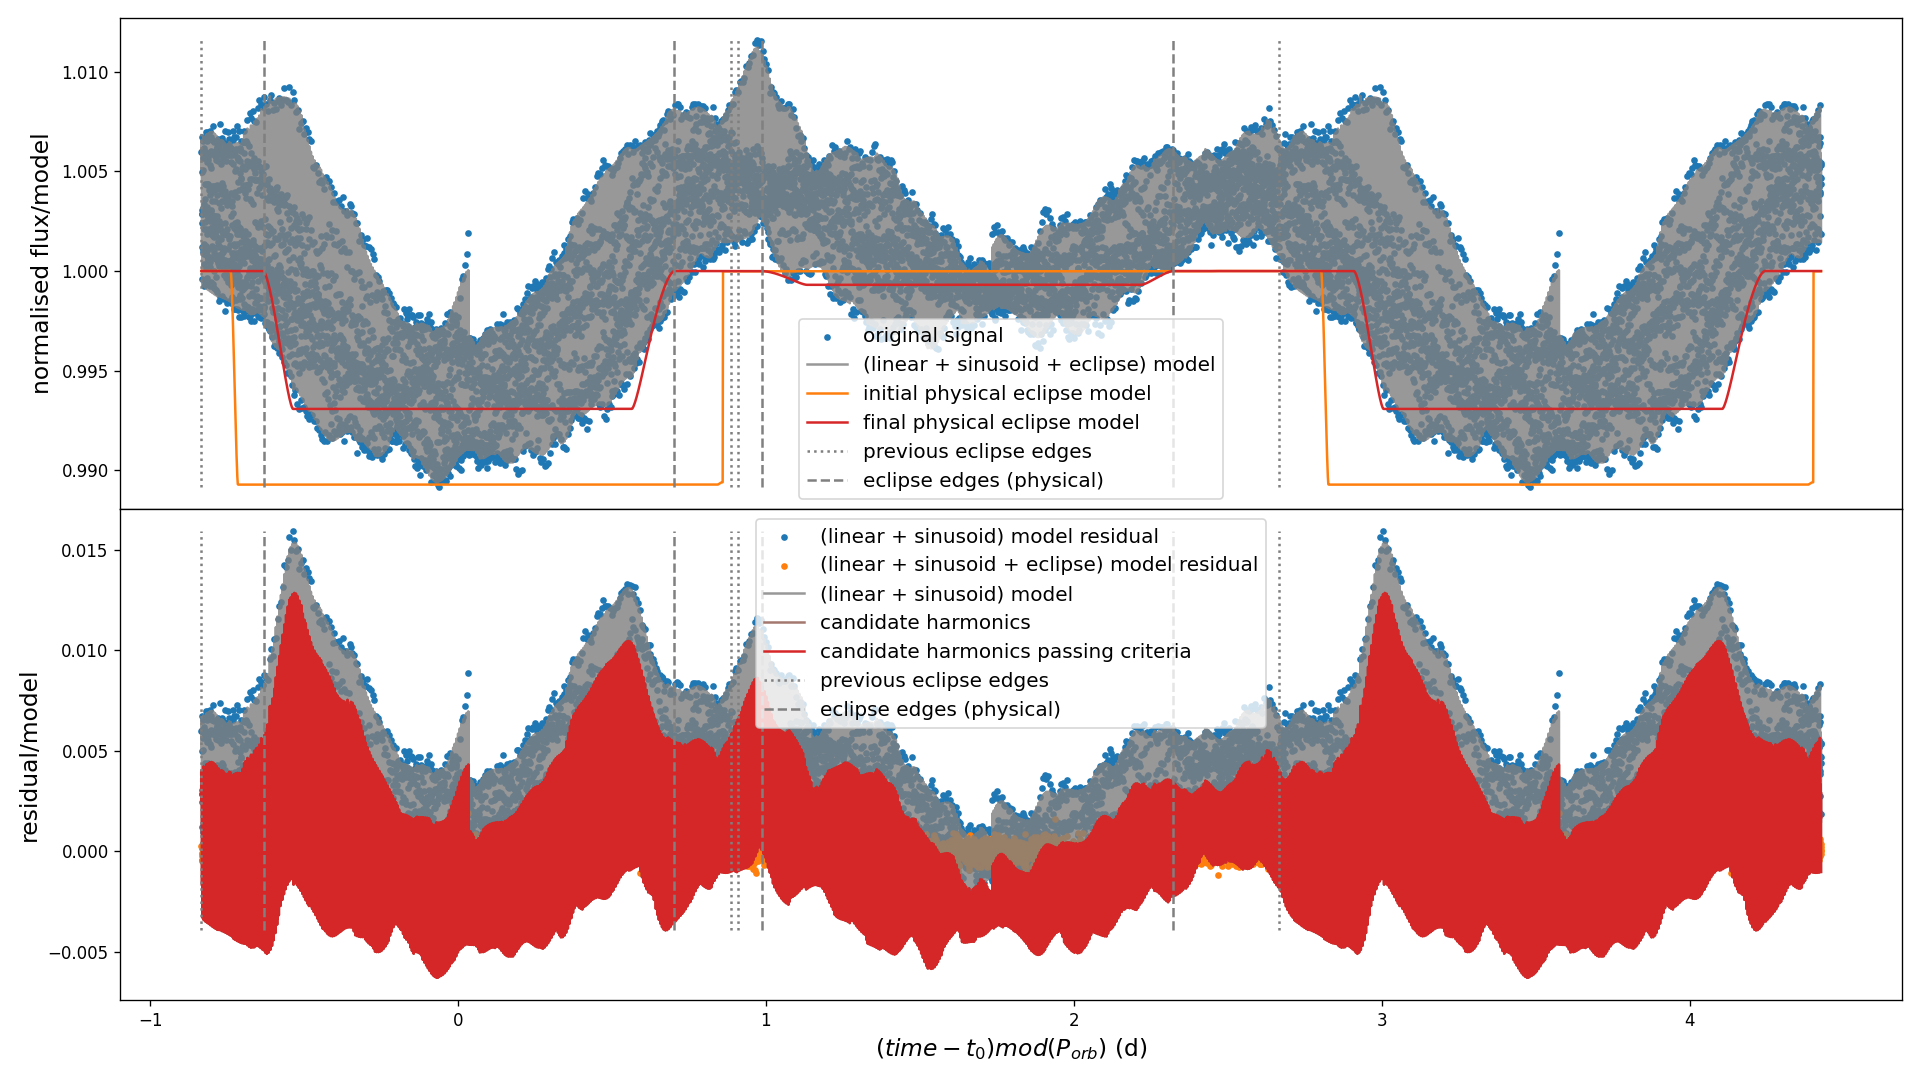 normalised flux/model
1.010
1.005
1.000
0.995
0.990
original signal
(linear + sinusoid + eclipse) model
initial physical eclipse model
final physical eclipse model
previous eclipse edges
eclipse edges (physical)
residual/model
0.015
0.010
0.005
0.000
−0.005
(linear + sinusoid) model residual
(linear + sinusoid + eclipse) model residual
(linear + sinusoid) model
candidate harmonics
candidate harmonics passing criteria
previous eclipse edges
eclipse edges (physical)
−1 0 1 2 3 4
(time − t₀)mod(P_orb) (d)